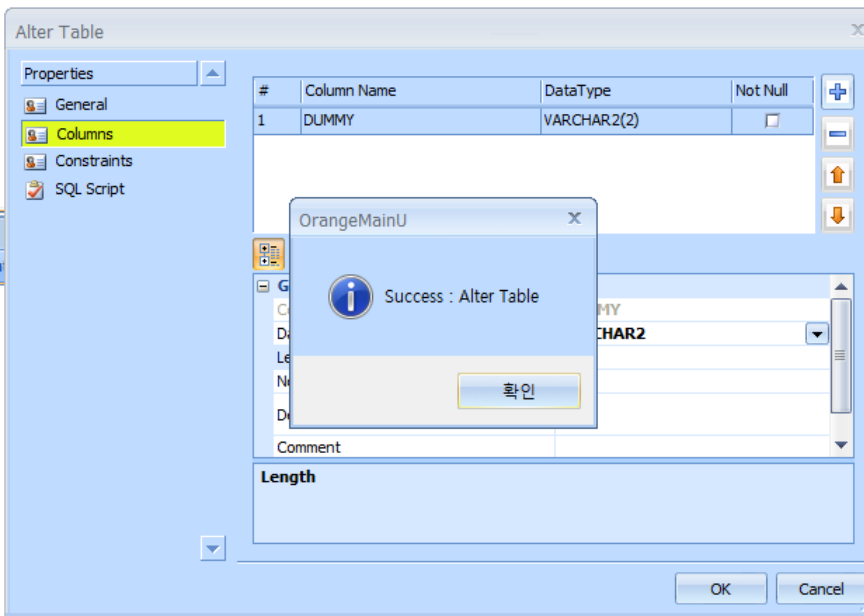 Alter Table
Properties
General
Columns
Constraints
SQL Script
# Column Name DataType Not Null
1 DUMMY VARCHAR2(2)
OrangeMainU
Success : Alter Table
확인
Comment
Length
OK Cancel